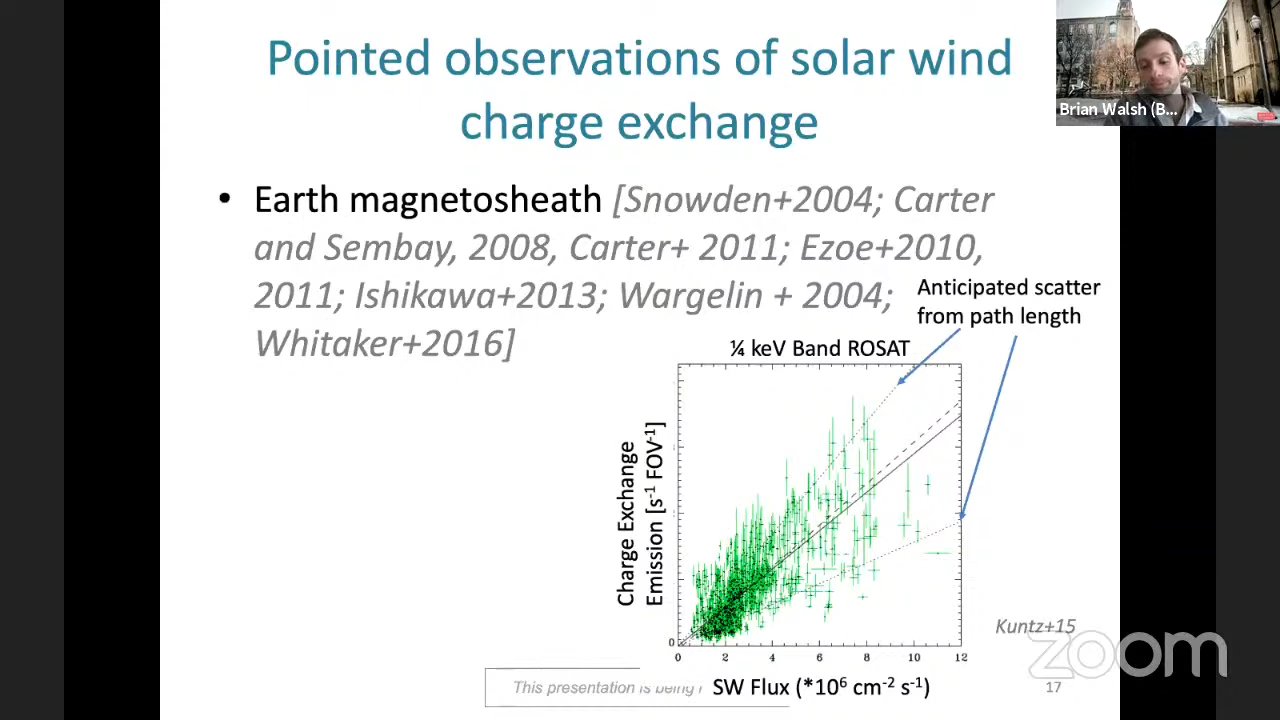 Pointed observations of solar wind
charge exchange
Brian Walsh (B...
• Earth magnetosheath [Snowden+2004; Carter
and Sembay, 2008, Carter+ 2011; Ezoe+2010,
2011; Ishikawa+2013; Wargelin + 2004;
Whitaker+2016]
Anticipated scatter
from path length
¼ keV Band ROSAT
Charge Exchange
Emission [s⁻¹ FOV⁻¹]
0
0 2 4 6 8 10 12
SW Flux (*10⁶ cm⁻² s⁻¹)
Kuntz+15
zoom
This presentation is being
17